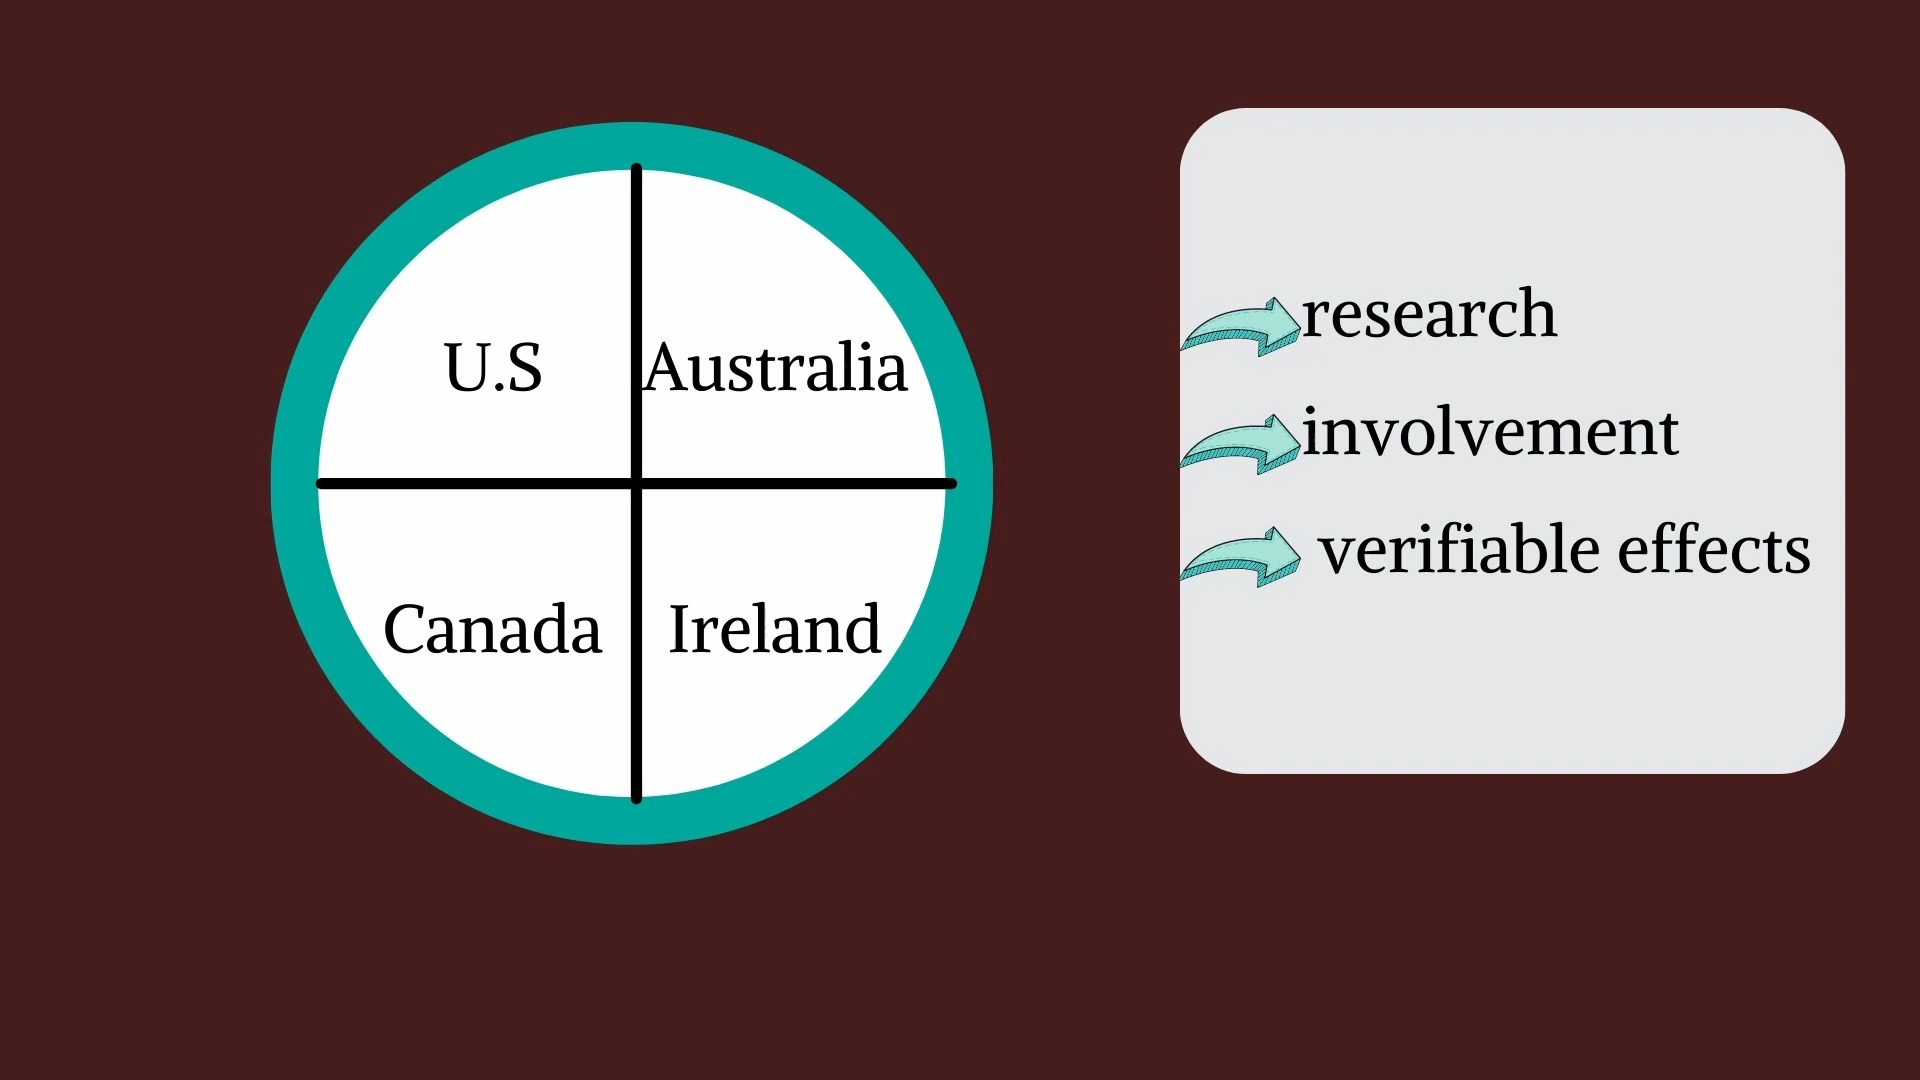 U.S
Australia
Canada
Ireland
research
involvement
verifiable effects